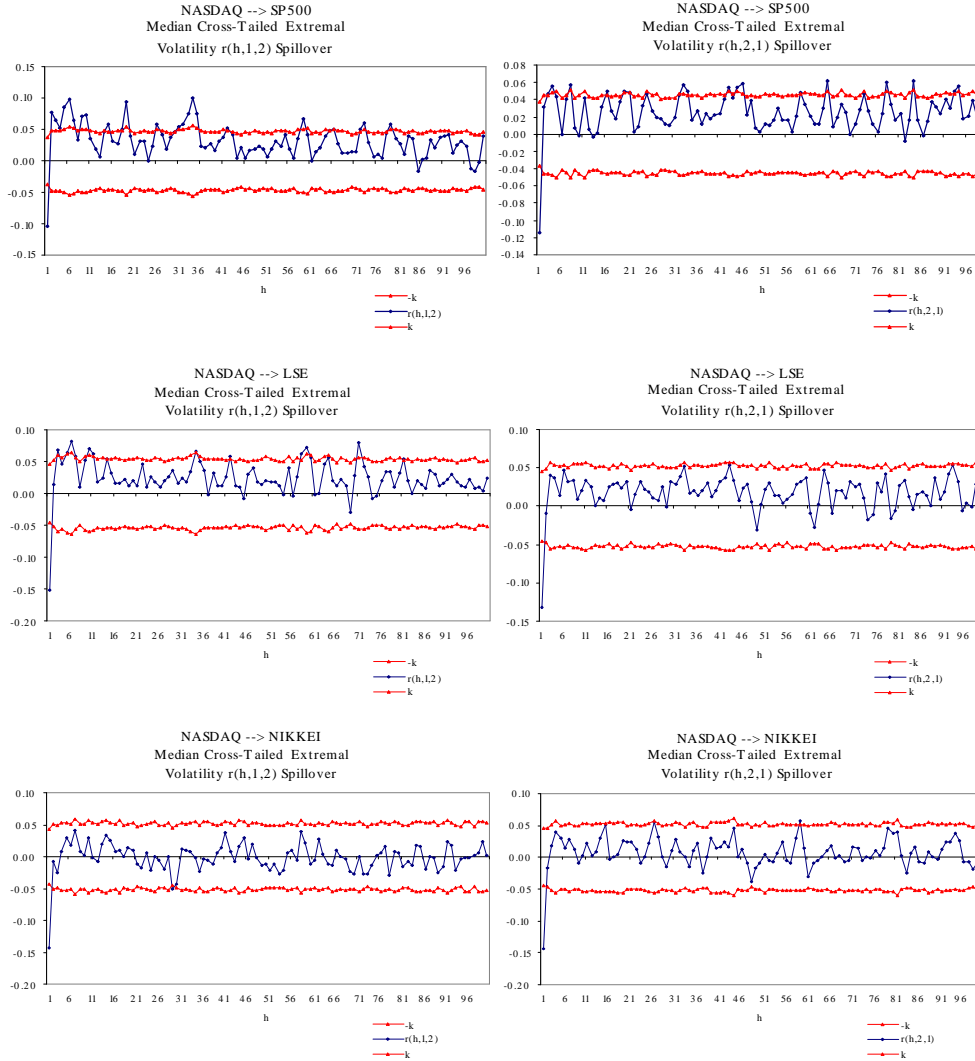 NASDAQ --> SP500
Median Cross-Tailed Extremal
Volatility r(h,1,2) Spillover
0.15
0.10
0.05
0.00
-0.05
-0.10
-0.15
1 6 11 16 21 26 31 36 41 46 51 56 61 66 71 76 81 86 91 96
h
-k
r(h,1,2)
k
NASDAQ --> SP500
Median Cross-Tailed Extremal
Volatility r(h,2,1) Spillover
0.08
0.06
0.04
0.02
0.00
-0.02
-0.04
-0.06
-0.08
-0.10
-0.12
-0.14
1 6 11 16 21 26 31 36 41 46 51 56 61 66 71 76 81 86 91 96
h
-k
r(h,2,1)
k
NASDAQ --> LSE
Median Cross-Tailed Extremal
Volatility r(h,1,2) Spillover
0.10
0.05
0.00
-0.05
-0.10
-0.15
-0.20
1 6 11 16 21 26 31 36 41 46 51 56 61 66 71 76 81 86 91 96
h
-k
r(h,1,2)
k
NASDAQ --> LSE
Median Cross-Tailed Extremal
Volatility r(h,2,1) Spillover
0.10
0.05
0.00
-0.05
-0.10
-0.15
1 6 11 16 21 26 31 36 41 46 51 56 61 66 71 76 81 86 91 96
h
-k
r(h,2,1)
k
NASDAQ --> NIKKEI
Median Cross-Tailed Extremal
Volatility r(h,1,2) Spillover
0.10
0.05
0.00
-0.05
-0.10
-0.15
-0.20
1 6 11 16 21 26 31 36 41 46 51 56 61 66 71 76 81 86 91 96
h
-k
r(h,1,2)
k
NASDAQ --> NIKKEI
Median Cross-Tailed Extremal
Volatility r(h,2,1) Spillover
0.10
0.05
0.00
-0.05
-0.10
-0.15
-0.20
1 6 11 16 21 26 31 36 41 46 51 56 61 66 71 76 81 86 91 96
h
-k
r(h,2,1)
k